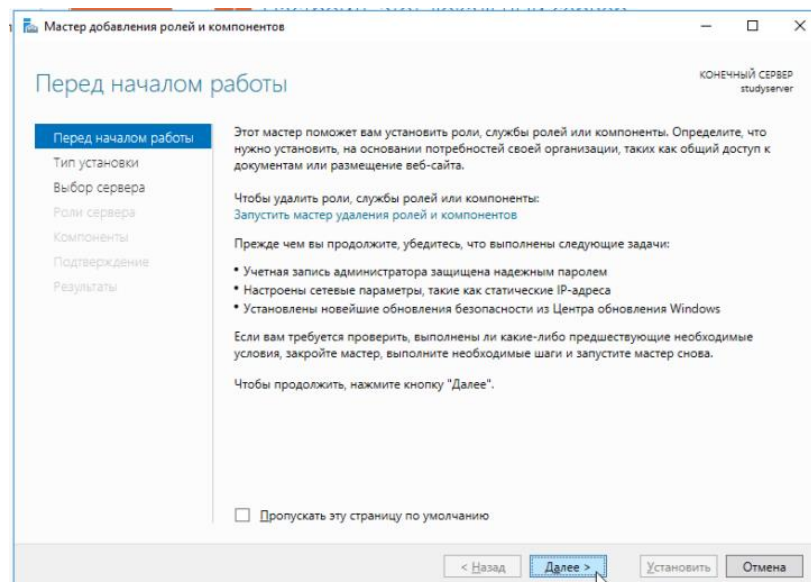 Мастер добавления ролей и компонентов
Перед началом работы
КОНЕЧНЫЙ СЕРВЕР
studyserver
Перед началом работы
Тип установки
Выбор сервера
Роли сервера
Компоненты
Подтверждение
Результаты
Этот мастер поможет вам установить роли, службы ролей или компоненты. Определите, что
нужно установить, на основании потребностей своей организации, таких как общий доступ к
документам или размещение веб-сайта.
Чтобы удалить роли, службы ролей или компоненты:
Запустить мастер удаления ролей и компонентов
Прежде чем вы продолжите, убедитесь, что выполнены следующие задачи:
• Учетная запись администратора защищена надежным паролем
• Настроены сетевые параметры, такие как статические IP-адреса
• Установлены новейшие обновления безопасности из Центра обновления Windows
Если вам требуется проверить, выполнены ли какие-либо предшествующие необходимые
условия, закройте мастер, выполните необходимые шаги и запустите мастер снова.
Чтобы продолжить, нажмите кнопку "Далее".
Пропускать эту страницу по умолчанию
< Назад
Далее >
Установить
Отмена